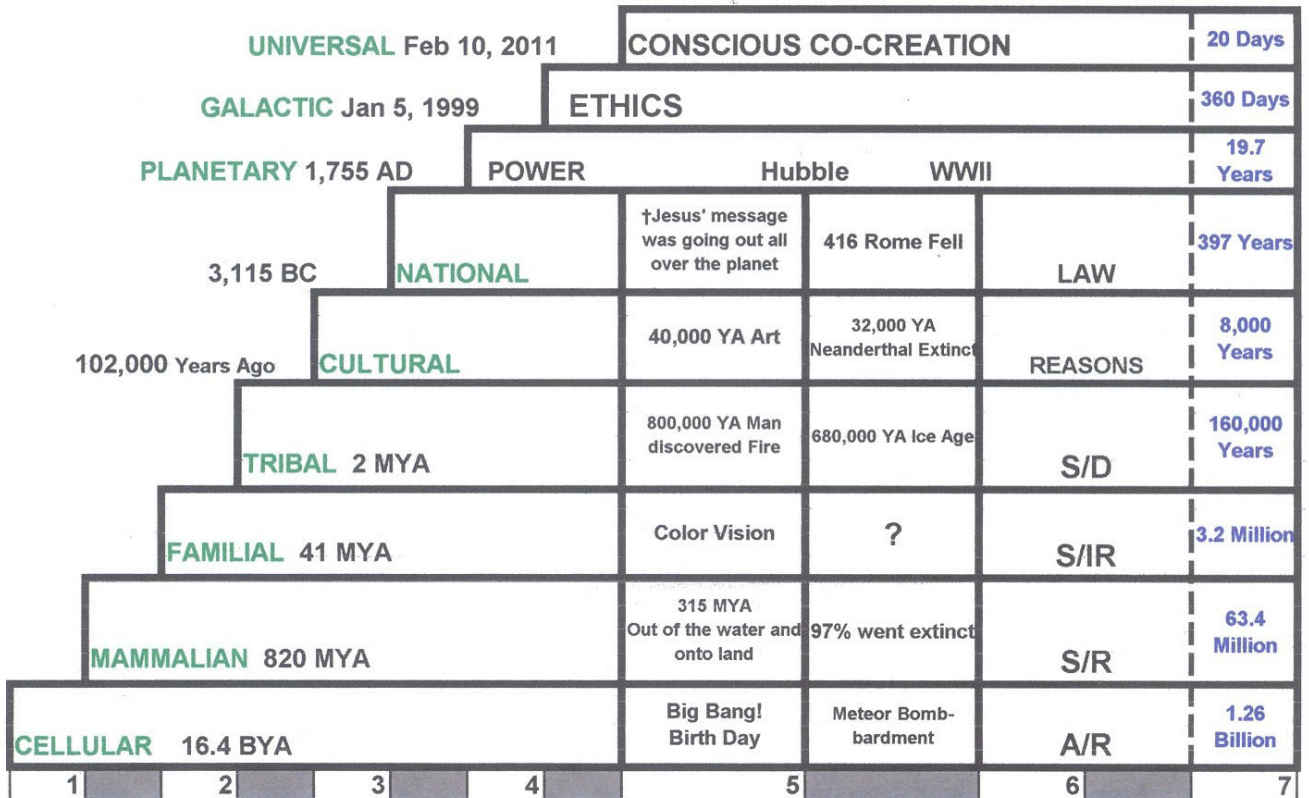 UNIVERSAL Feb 10, 2011 CONSCIOUS CO-CREATION 20 Days
GALACTIC Jan 5, 1999 ETHICS 360 Days
PLANETARY 1,755 AD POWER Hubble WWII 19.7 Years
3,115 BC NATIONAL
†Jesus' message
was going out all
over the planet
416 Rome Fell
LAW
397 Years
102,000 Years Ago CULTURAL
40,000 YA Art
32,000 YA
Neanderthal Extinct
REASONS
8,000
Years
TRIBAL 2 MYA
800,000 YA Man
discovered Fire
680,000 YA Ice Age
S/D
160,000
Years
FAMILIAL 41 MYA
Color Vision
?
S/IR
3.2 Million
MAMMALIAN 820 MYA
315 MYA
Out of the water and
onto land
97% went extinct
S/R
63.4
Million
CELLULAR 16.4 BYA
Big Bang!
Birth Day
Meteor Bomb-
bardment
A/R
1.26
Billion
1 2 3 4 5 6 7